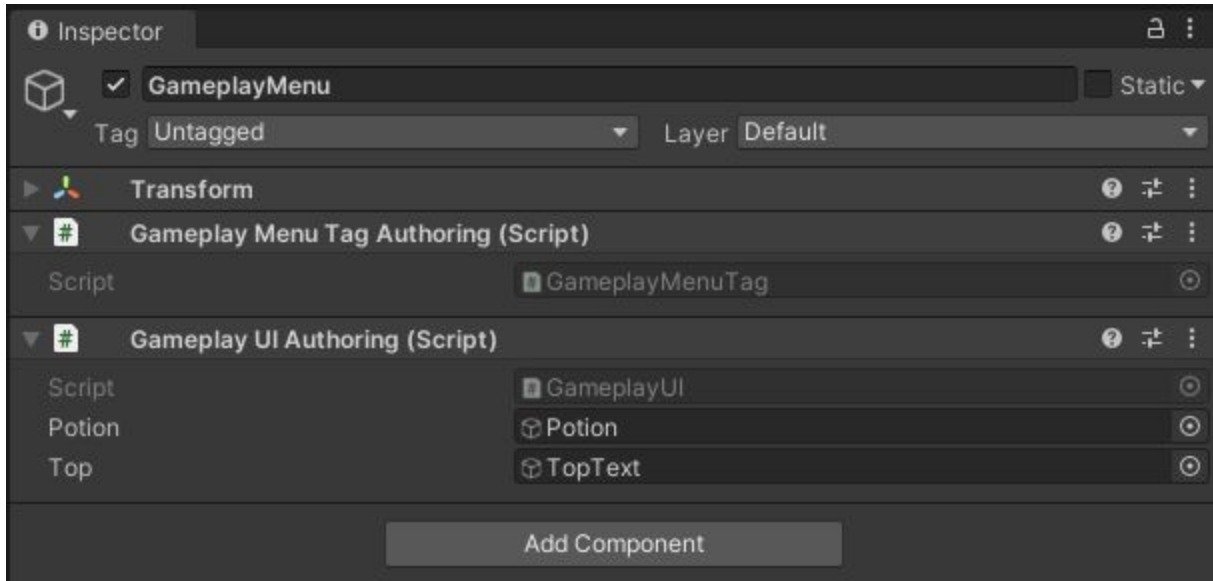 Inspector
GameplayMenu Static
Tag Untagged Layer Default
Transform
Gameplay Menu Tag Authoring (Script)
Script GameplayMenuTag
Gameplay UI Authoring (Script)
Script GameplayUI
Potion Potion
Top TopText
Add Component